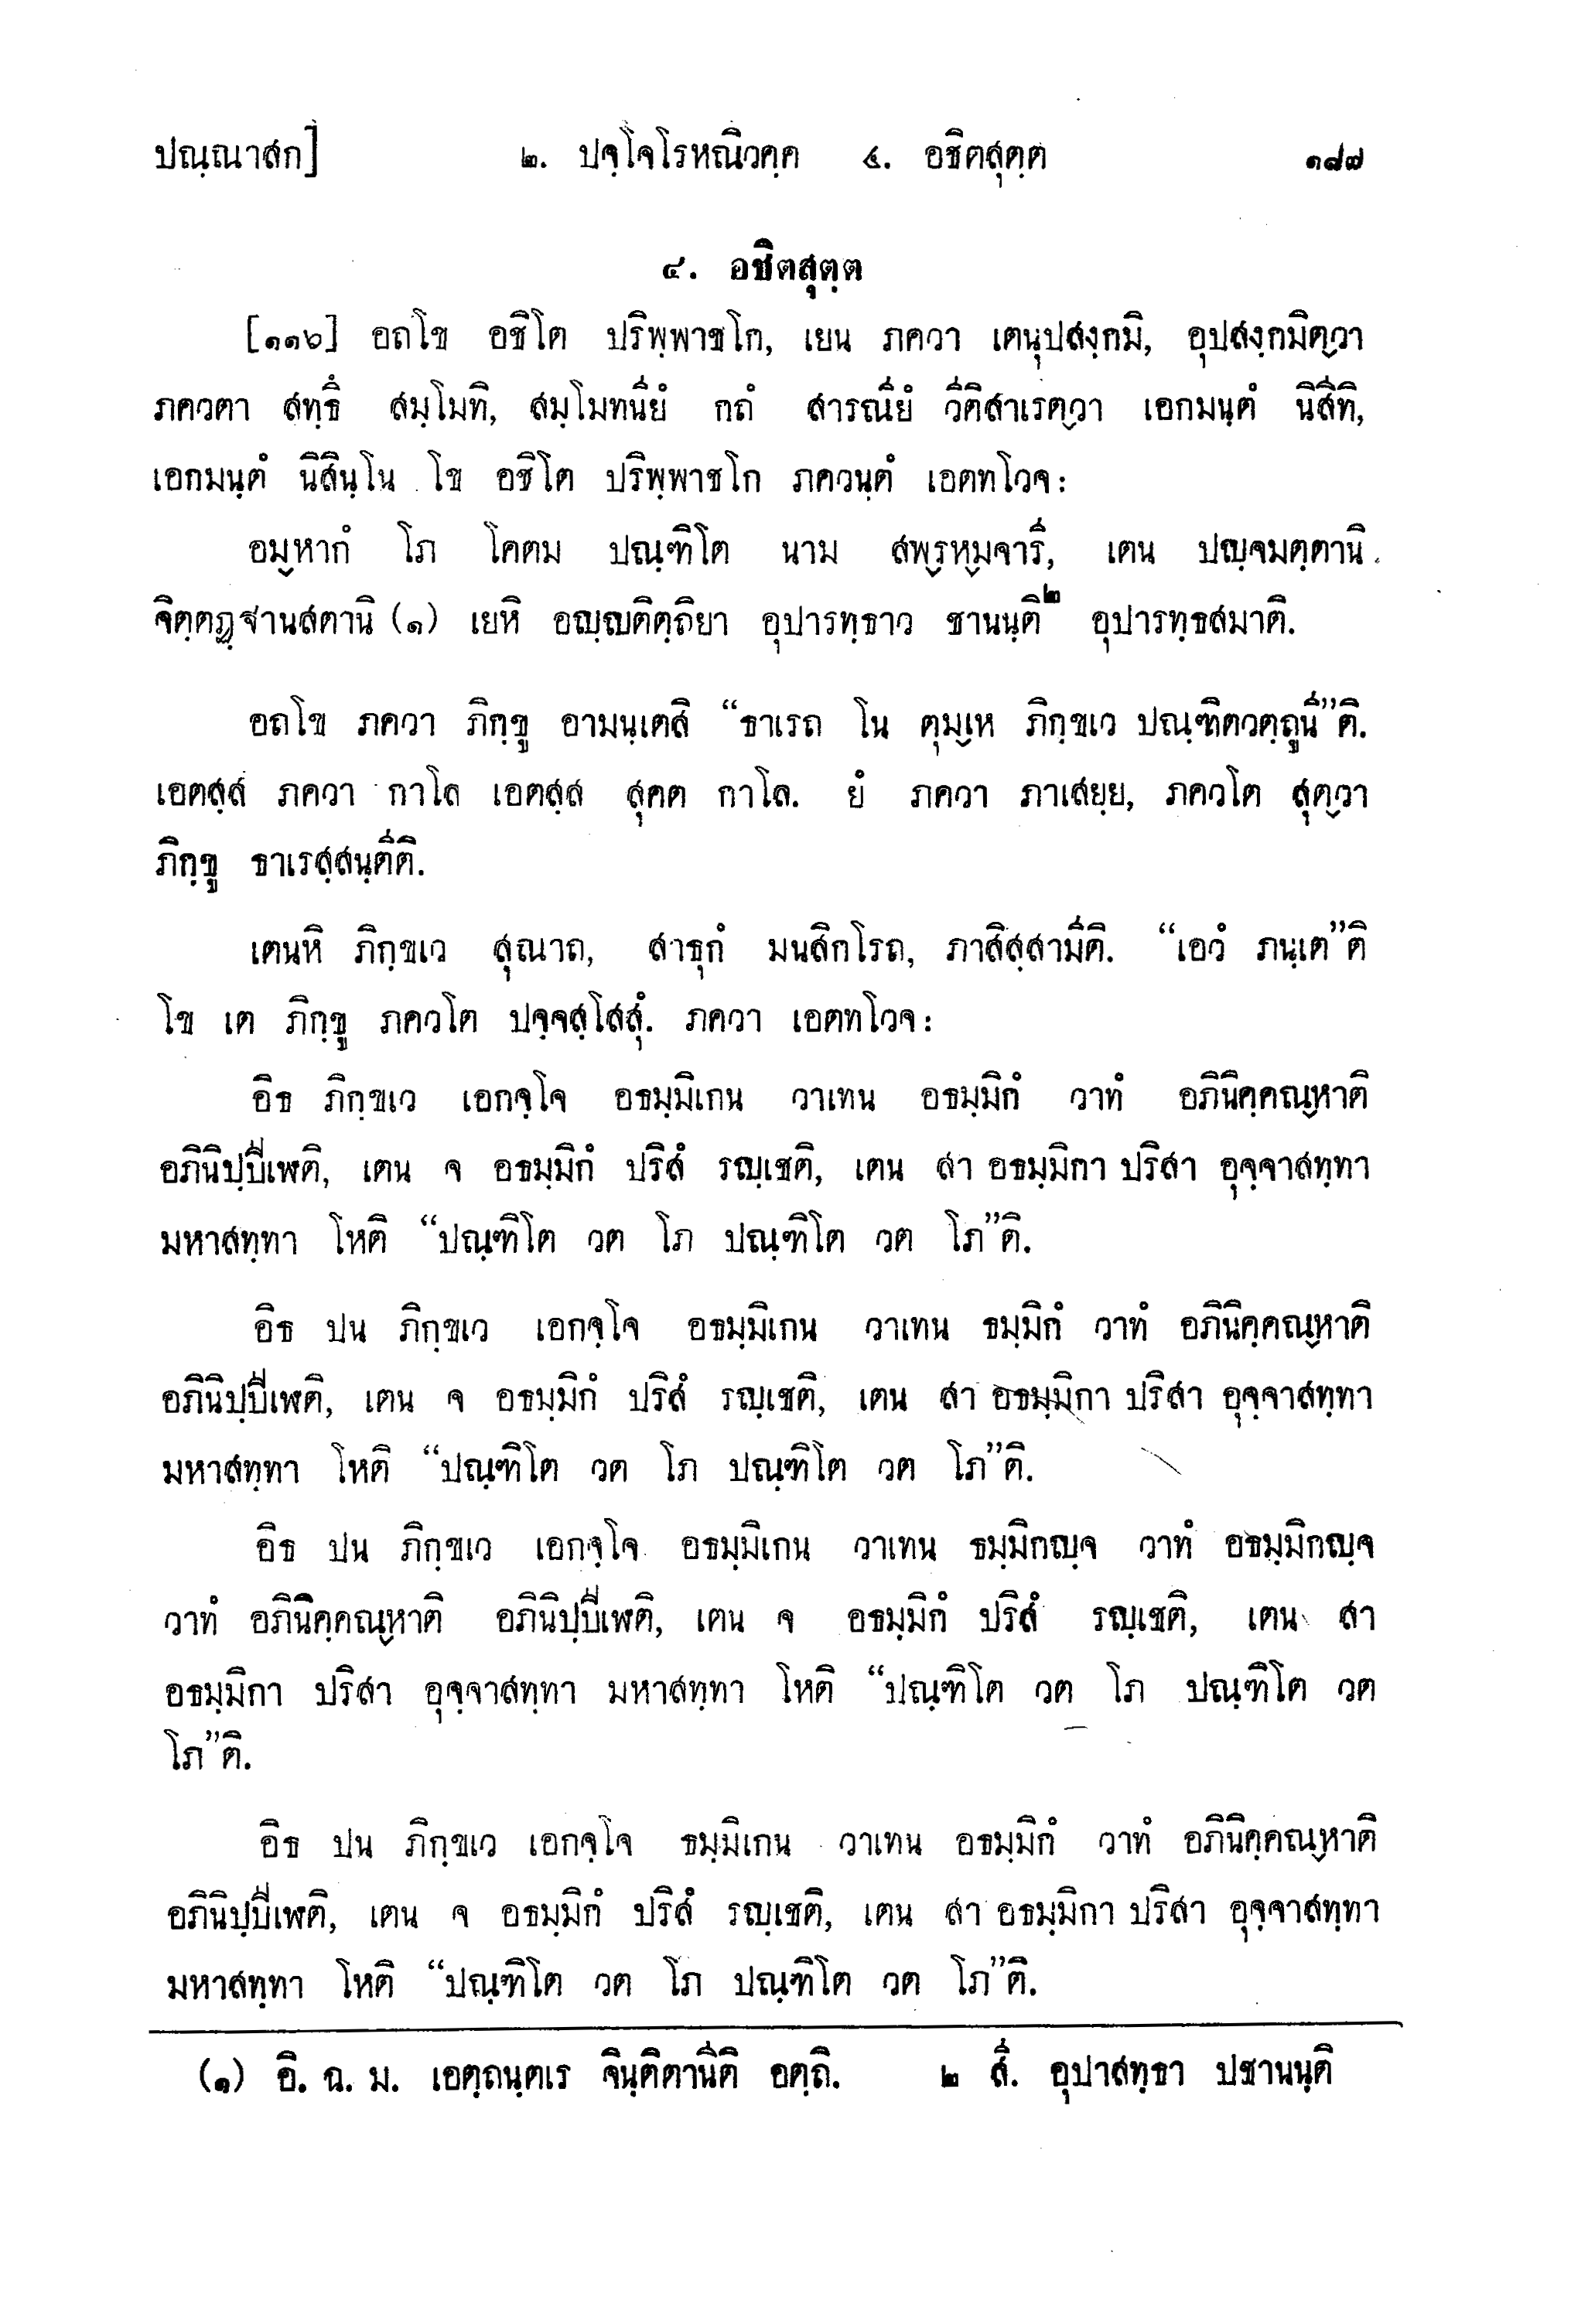 ปณฺณาสก] ๒. ปจฺโจโรหณิวคฺค ๔. อชิตสุตฺต ๑๘๗
๔. อชิตสุตฺต
[๑๑๖] อถโข อชิโต ปริพฺพาชโก, เยน ภควา เตนุปสงฺกมิ, อุปสงฺกมิตฺวา
ภควตา สทฺธึ สมฺโมทิ, สมฺโมทนียํ กถํ สารณียํ วีติสาเรตฺวา เอกมนฺตํ นิสีทิ,
เอกมนฺตํ นิสินฺโน โข อชิโต ปริพฺพาชโก ภควนฺตํ เอตทโวจ:
อมฺหากํ โภ โคตม ปณฺฑิโต นาม สพฺรหฺมจารี, เตน ปญฺจมตฺตานิ
จิตฺตฏฺฐานสตานิ (๑) เยหิ อญฺญติตฺถิยา อุปารทฺธาว ชานนฺติ๒ อุปารทฺธสมาติ.
อถโข ภควา ภิกฺขู อามนฺเตสิ “ธาเรถ โน ตุมฺเห ภิกฺขเว ปณฺฑิตวตฺถูนี”ติ.
เอตสฺส ภควา กาโล เอตสฺส สุคต กาโล. ยํ ภควา ภาเสยฺย, ภควโต สุตฺวา
ภิกฺขู ธาเรสฺสนฺตีติ.
เตนหิ ภิกฺขเว สุณาถ, สาธุกํ มนสิกโรถ, ภาสิสฺสามีติ. “เอวํ ภนฺเต”ติ
โข เต ภิกฺขู ภควโต ปจฺจสฺโสสุํ. ภควา เอตทโวจ:
อิธ ภิกฺขเว เอกจฺโจ อธมฺมิเกน วาเทน อธมฺมิกํ วาทํ อภินิคฺคณฺหาติ
อภินิปฺปีเฬติ, เตน จ อธมฺมิกํ ปริสํ รญฺเชติ, เตน สา อธมฺมิกา ปริสา อุจฺจาสทฺทา
มหาสทฺทา โหติ “ปณฺฑิโต วต โภ ปณฺฑิโต วต โภ”ติ.
อิธ ปน ภิกฺขเว เอกจฺโจ อธมฺมิเกน วาเทน ธมฺมิกํ วาทํ อภินิคฺคณฺหาติ
อภินิปฺปีเฬติ, เตน จ อธมฺมิกํ ปริสํ รญฺเชติ, เตน สา อธมฺมิกา ปริสา อุจฺจาสทฺทา
มหาสทฺทา โหติ “ปณฺฑิโต วต โภ ปณฺฑิโต วต โภ”ติ.
อิธ ปน ภิกฺขเว เอกจฺโจ อธมฺมิเกน วาเทน ธมฺมิกญฺจ วาทํ อธมฺมิกญฺจ
วาทํ อภินิคฺคณฺหาติ อภินิปฺปีเฬติ, เตน จ อธมฺมิกํ ปริสํ รญฺเชติ, เตน สา
อธมฺมิกา ปริสา อุจฺจาสทฺทา มหาสทฺทา โหติ “ปณฺฑิโต วต โภ ปณฺฑิโต วต
โภ”ติ.
อิธ ปน ภิกฺขเว เอกจฺโจ ธมฺมิเกน วาเทน อธมฺมิกํ วาทํ อภินิคฺคณฺหาติ
อภินิปฺปีเฬติ, เตน จ อธมฺมิกํ ปริสํ รญฺเชติ, เตน สา อธมฺมิกา ปริสา อุจฺจาสทฺทา
มหาสทฺทา โหติ “ปณฺฑิโต วต โภ ปณฺฑิโต วต โภ”ติ.
(๑) อิ. ฉ. ม. เอตฺถนฺตเร จินฺติตานีติ อตฺถิ. ๒ สี. อุปาสทฺธา ปชานนฺติ